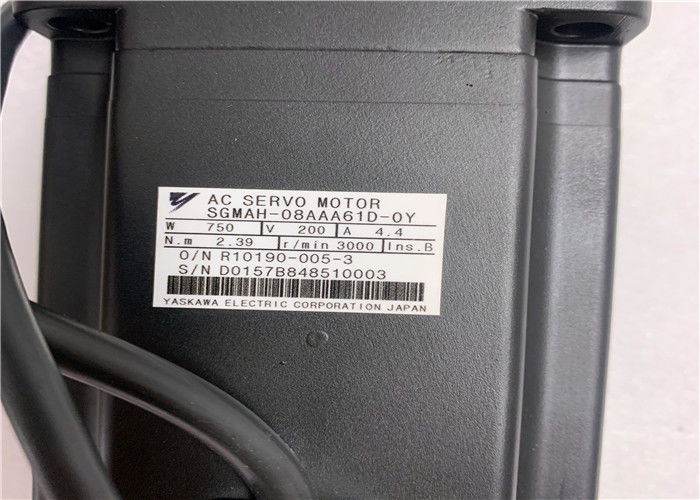 AC SERVO MOTOR
SGMAH-08AAA61D-0Y
W 750 V 200 A 4.4
N.m 2.39 r/min 3000 Ins.B
O/N R10190-005-3
S/N D0157B848510003
YASKAWA ELECTRIC CORPORATION JAPAN